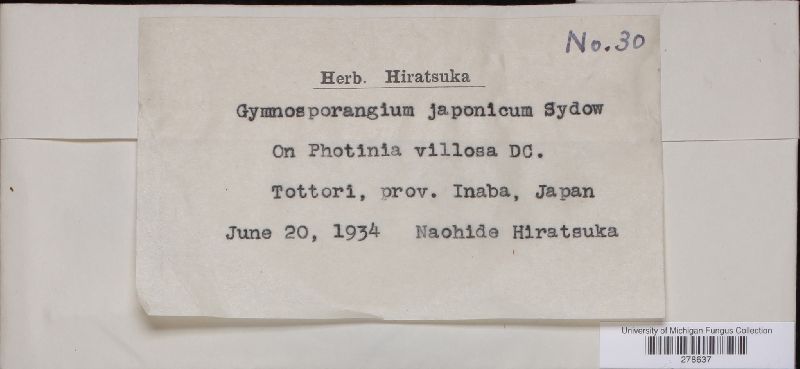 No. 30
Herb. Hiratsuka
Gymnosporangium japonicum Sydow
On Photinia villosa DC.
Tottori, prov. Inaba, Japan
June 20, 1934 Naohide Hiratsuka
University of Michigan Fungus Collection
278637